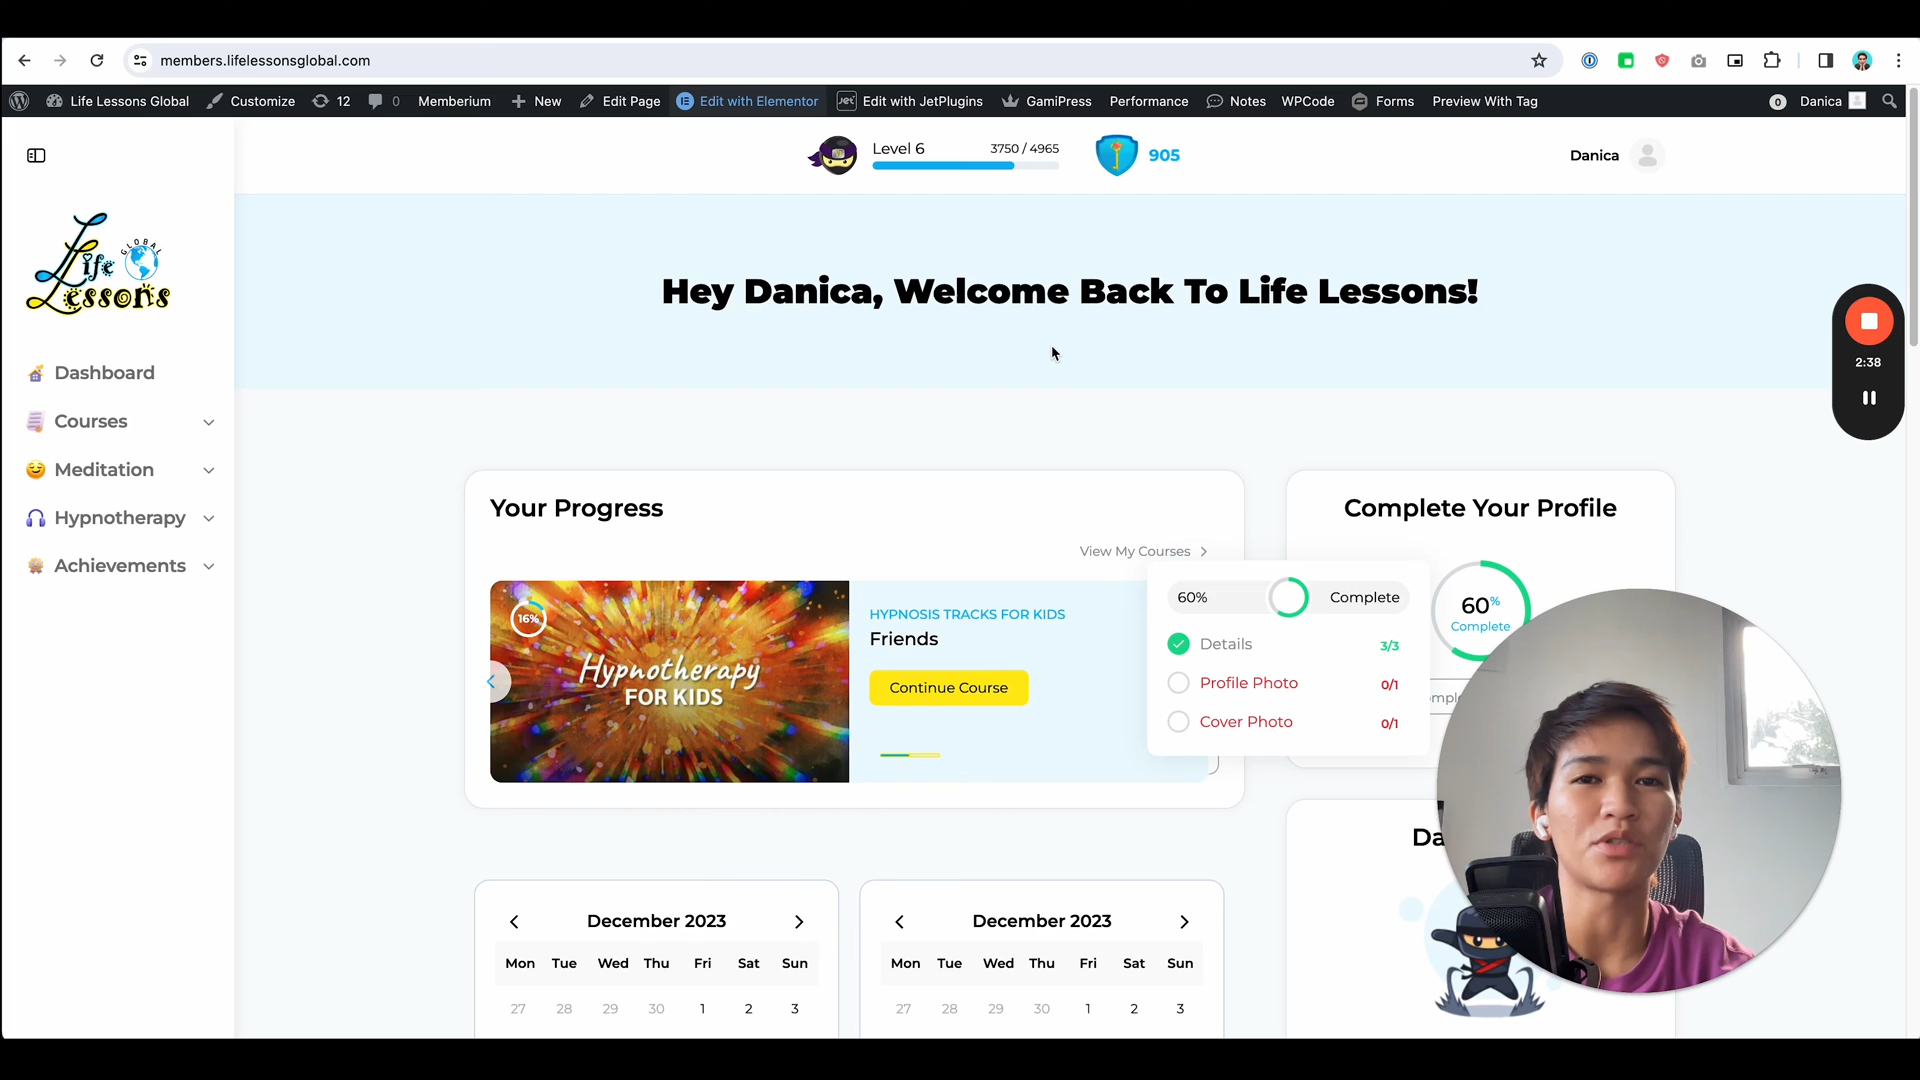 members.lifelessonsglobal.com
Life Lessons Global Customize 12 0 Memberium New Edit Page Edit with Elementor Edit with JetPlugins GamiPress Performance Notes WPCode Forms Preview With Tag 0 Danica
Level 6 3750 / 4965 905 Danica
Life GLOBAL
Lessons
Hey Danica, Welcome Back To Life Lessons!
2:38
Dashboard
Courses
Meditation
Hypnotherapy
Achievements
Your Progress
View My Courses
16%
Hypnotherapy
FOR KIDS
HYPNOSIS TRACKS FOR KIDS
Friends
Continue Course
60% Complete
Details 3/3
Profile Photo 0/1
Cover Photo 0/1
Complete Your Profile
60%
Complete
December 2023
Mon Tue Wed Thu Fri Sat Sun
27 28 29 30 1 2 3
December 2023
Mon Tue Wed Thu Fri Sat Sun
27 28 29 30 1 2 3